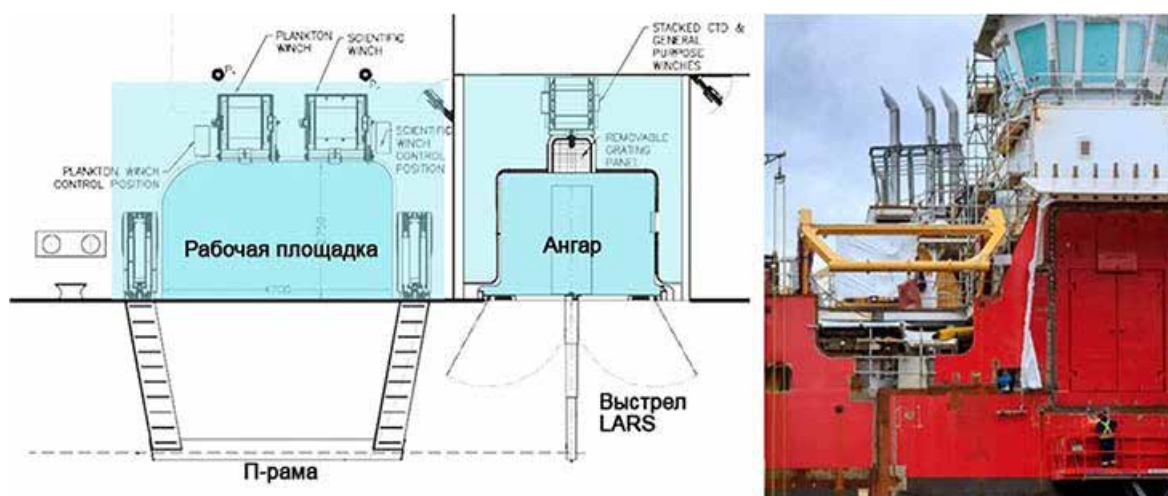 PLANKTON
WINCH
SCIENTIFIC
WINCH
STACKED CTD &
GENERAL
PURPOSE
WINCHES
SCIENTIFIC
WINCH
CONTROL
POSITION
REMOVABLE
GRATING
PANEL
PLANKTON WINCH
CONTROL POSITION
Рабочая площадка
Ангар
4700
Выстрел
LARS
П-рама